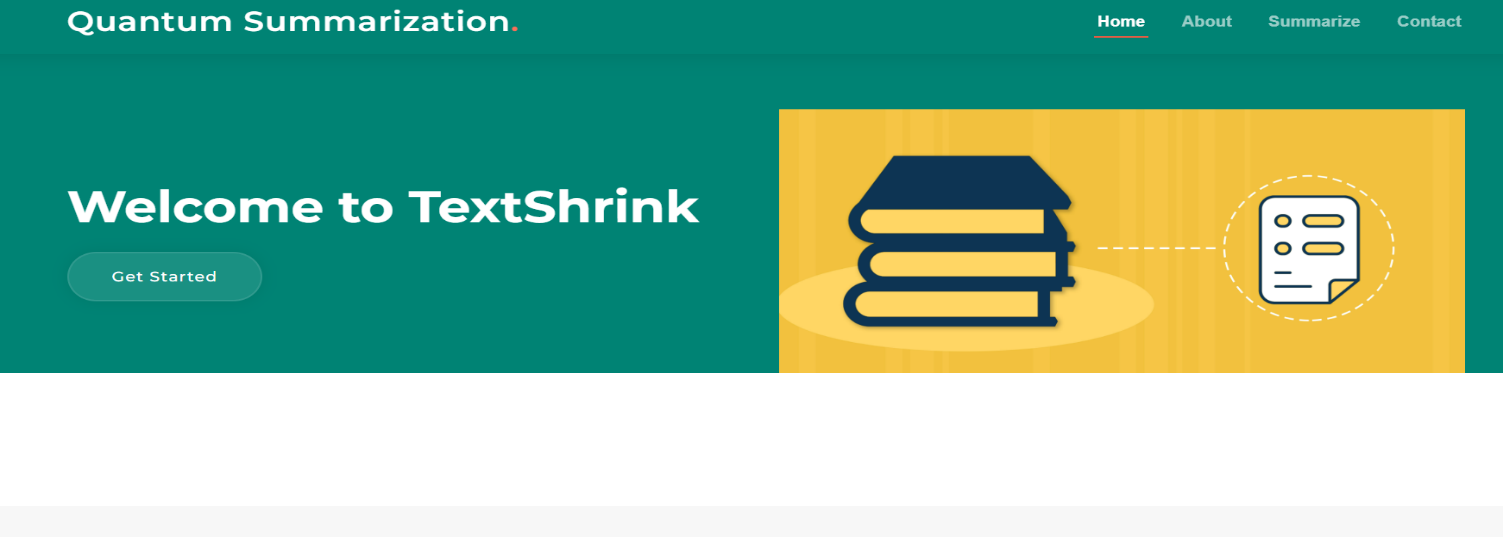 Quantum Summarization.
Home About Summarize Contact
Welcome to TextShrink
Get Started